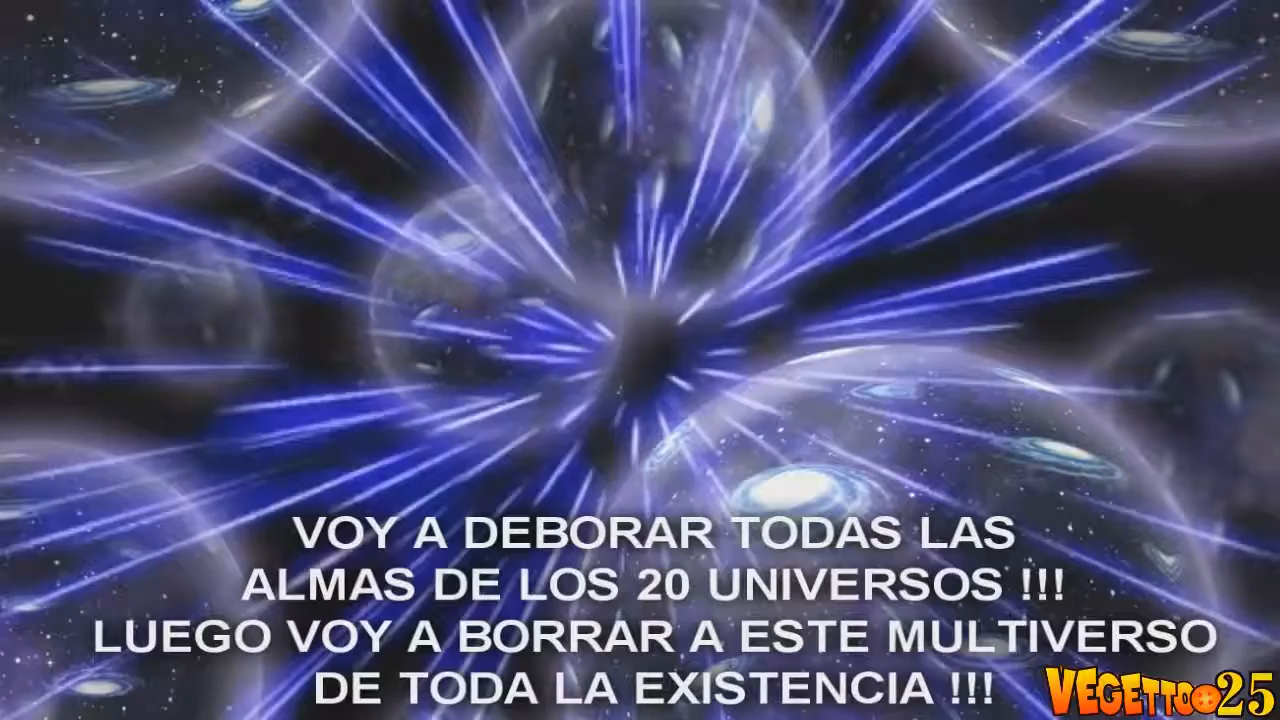 VOY A DEBORAR TODAS LAS
ALMAS DE LOS 20 UNIVERSOS !!!
LUEGO VOY A BORRAR A ESTE MULTIVERSO
DE TODA LA EXISTENCIA !!!
VEGETTO25